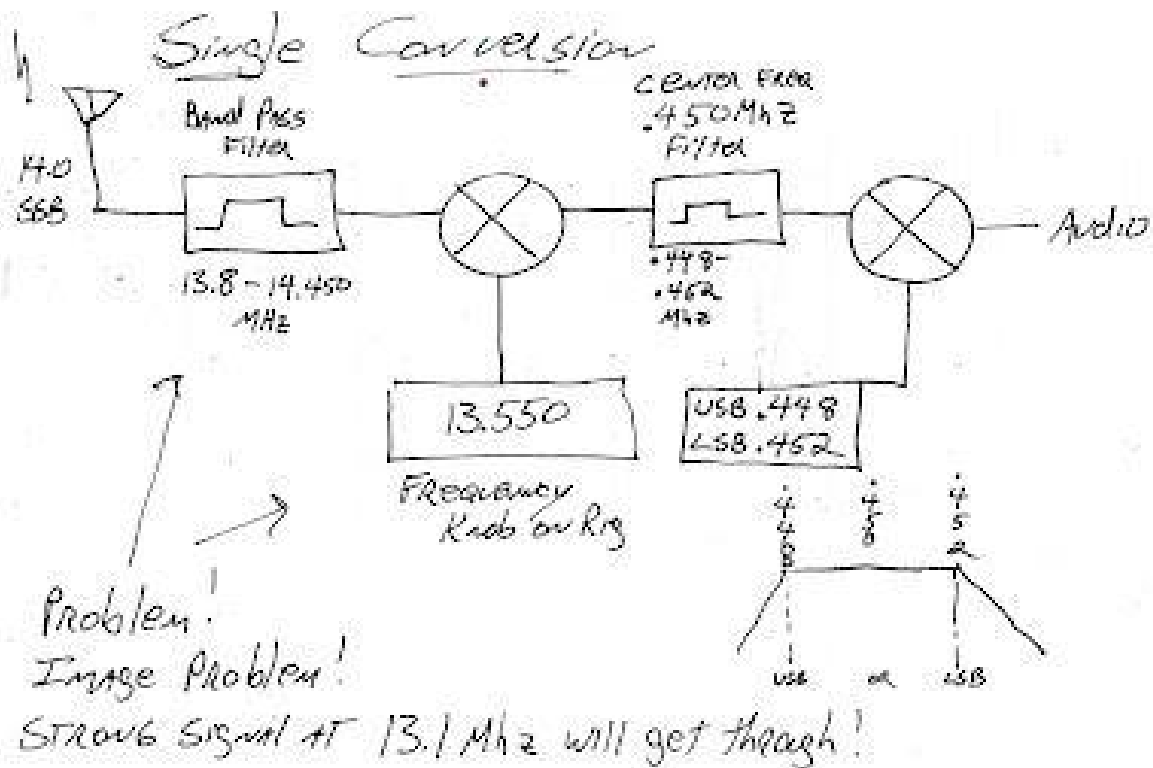 Single Conversion
Band Pass
Filter
CENTER FREQ
.450 Mhz
Filter
14.0
SSB
Audio
13.8 - 14.450
MHz
.448 -
.452
Mhz
13.550
USB .448
LSB .452
Frequency
Knob on Rig
.448
.450
.452
USB or LSB
Problem!
Image Problem!
STRONG Signal AT 13.1 Mhz will get through!